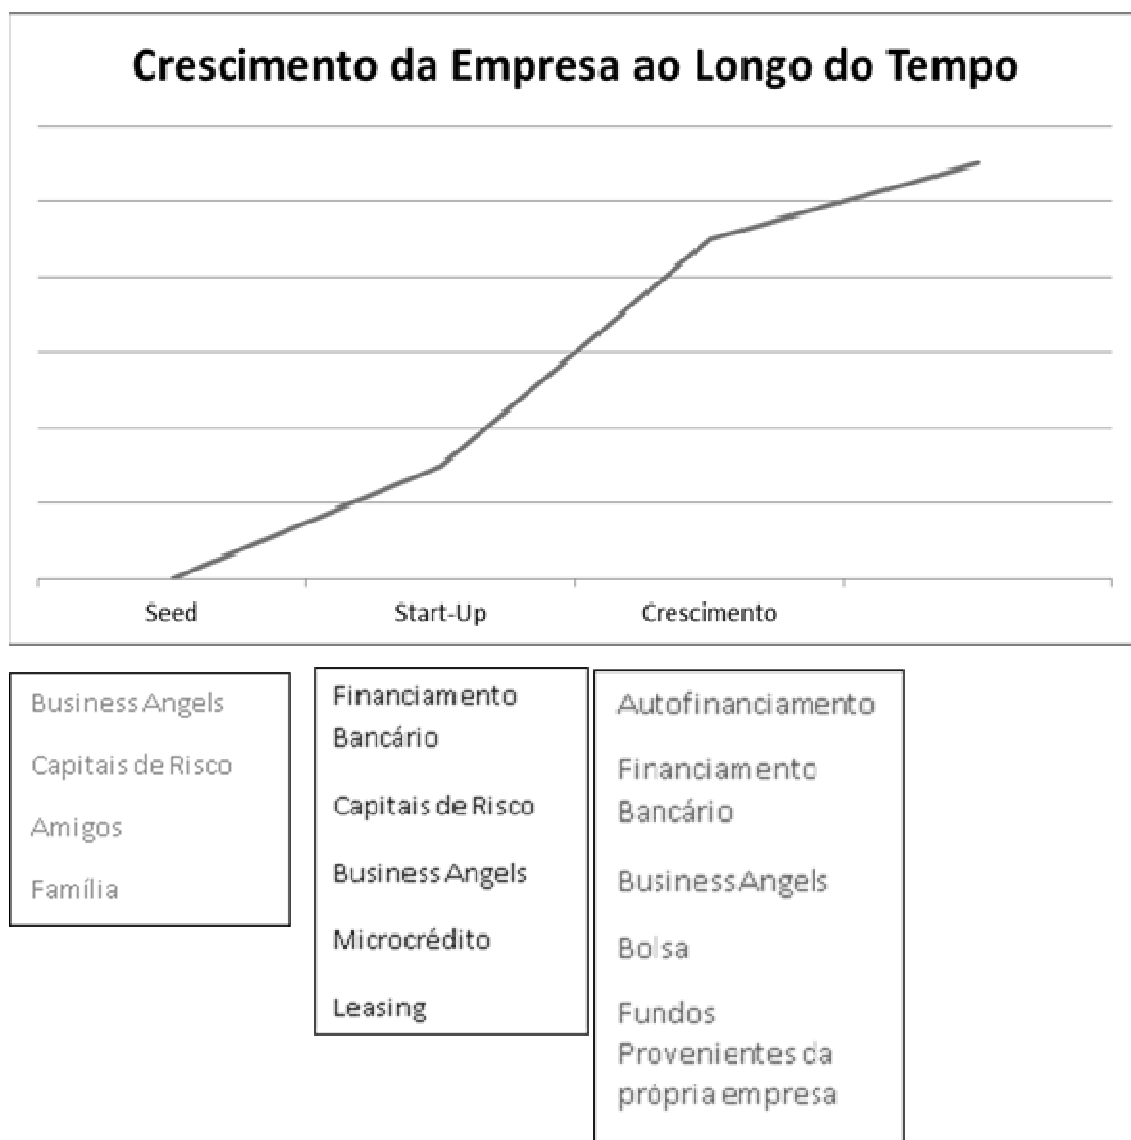 Crescimento da Empresa ao Longo do Tempo
Seed
Start-Up
Crescimento
Business Angels
Capitais de Risco
Amigos
Família
Financiamento
Bancário
Capitais de Risco
Business Angels
Microcrédito
Leasing
Autofinanciamento
Financiamento
Bancário
Business Angels
Bolsa
Fundos
Provenientes da
própria empresa